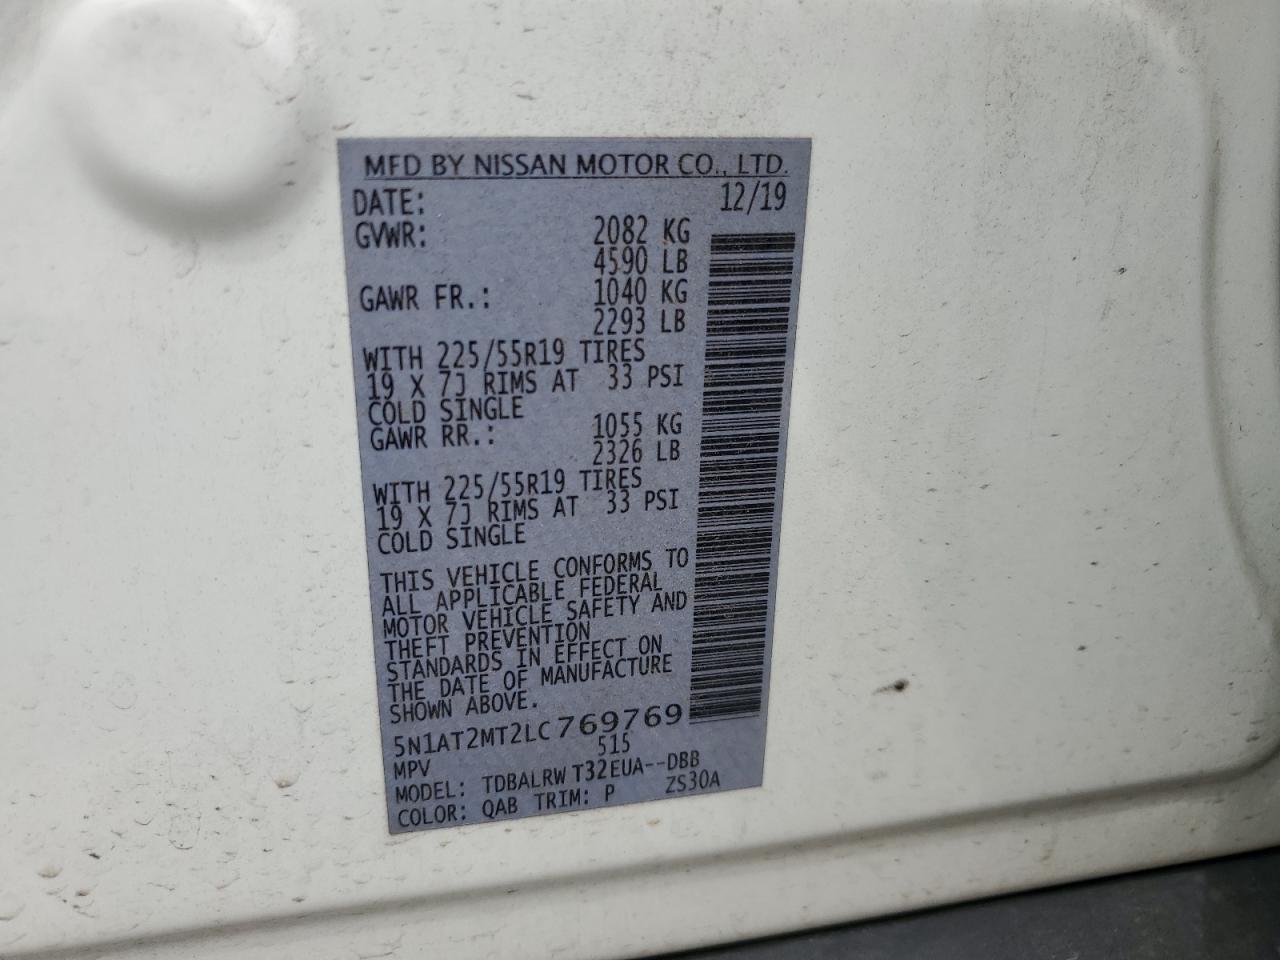 MFD BY NISSAN MOTOR CO., LTD.
DATE: 12/19
GVWR: 2082 KG
4590 LB
GAWR FR.: 1040 KG
2293 LB
WITH 225/55R19 TIRES
19 X 7J RIMS AT 33 PSI
COLD SINGLE
GAWR RR.: 1055 KG
2326 LB
WITH 225/55R19 TIRES
19 X 7J RIMS AT 33 PSI
COLD SINGLE
THIS VEHICLE CONFORMS TO
ALL APPLICABLE FEDERAL
MOTOR VEHICLE SAFETY AND
THEFT PREVENTION
STANDARDS IN EFFECT ON
THE DATE OF MANUFACTURE
SHOWN ABOVE.
5N1AT2MT2LC769769
MPV 515
MODEL: TDBALRW T32EUA--DBB
COLOR: QAB TRIM: P ZS30A